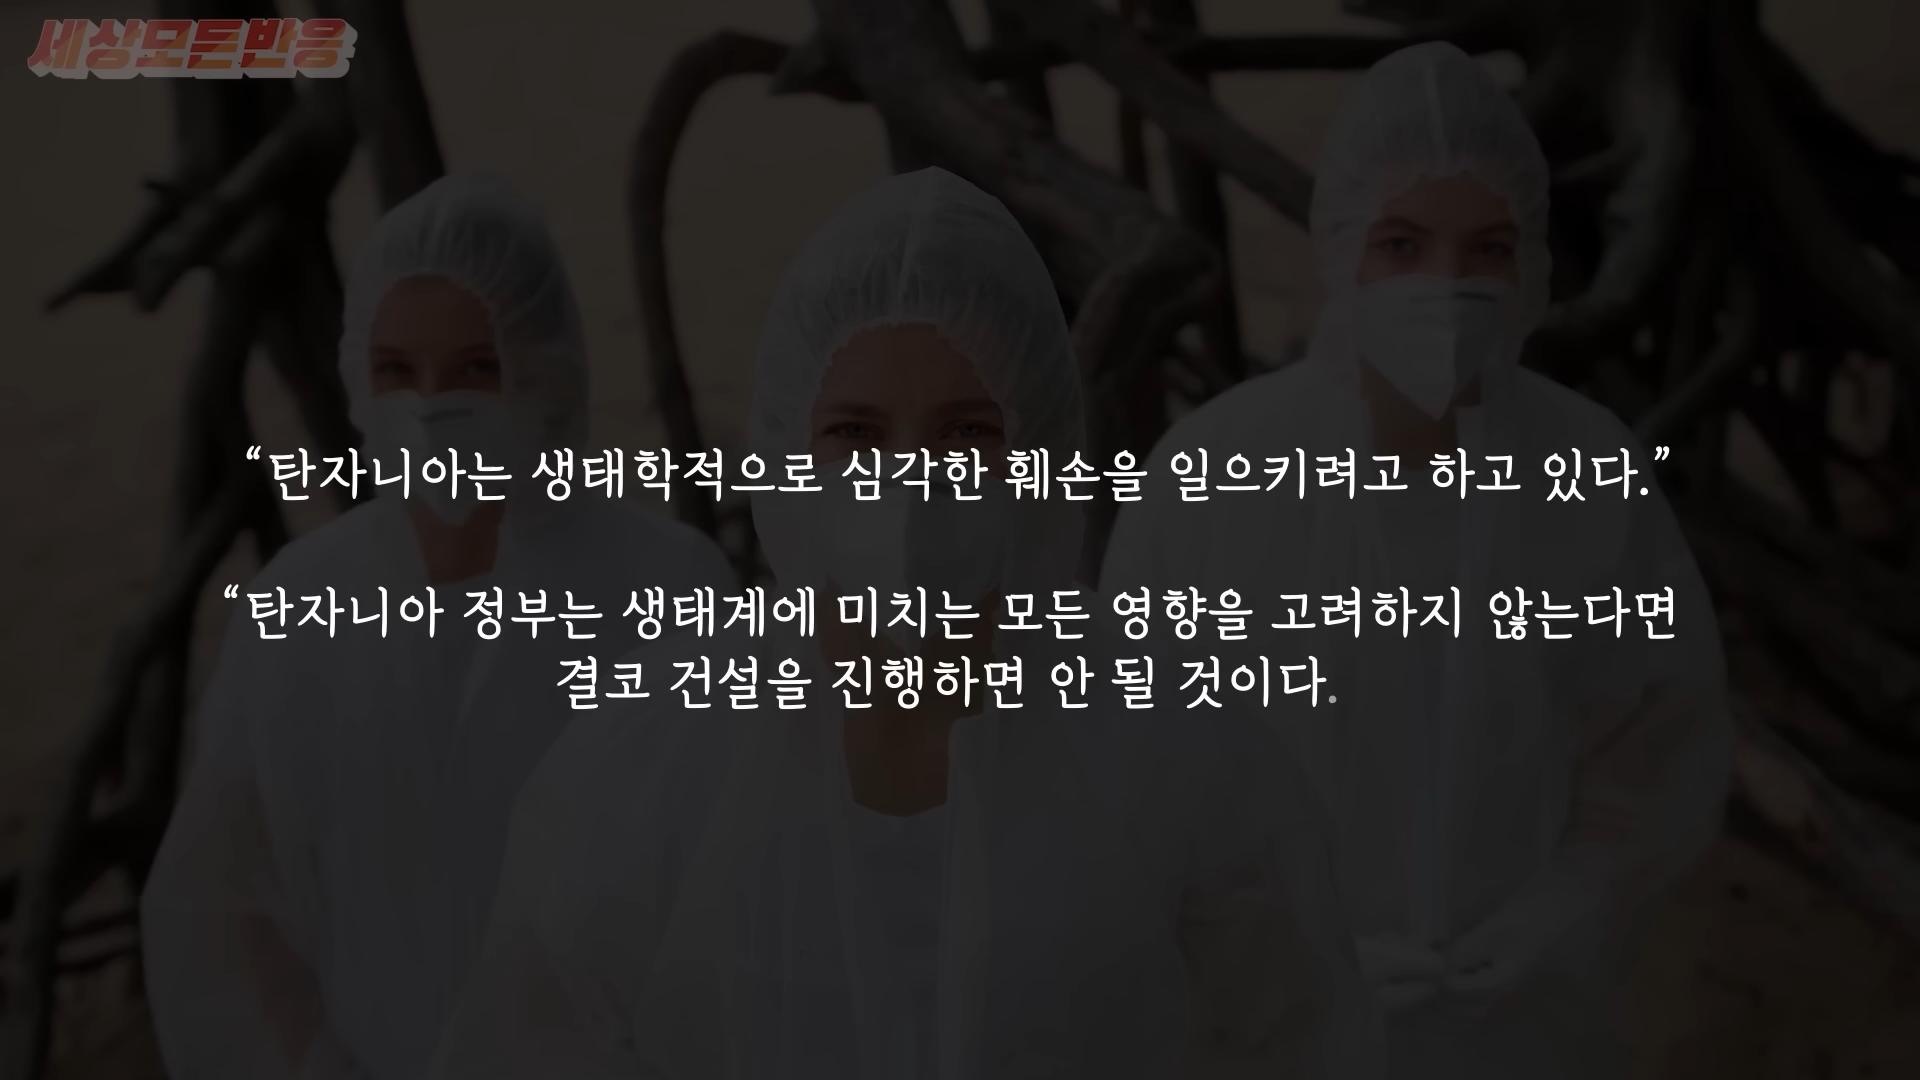 세상모든반응
“탄자니아는 생태학적으로 심각한 훼손을 일으키려고 하고 있다.”
“탄자니아 정부는 생태계에 미치는 모든 영향을 고려하지 않는다면
결코 건설을 진행하면 안 될 것이다.